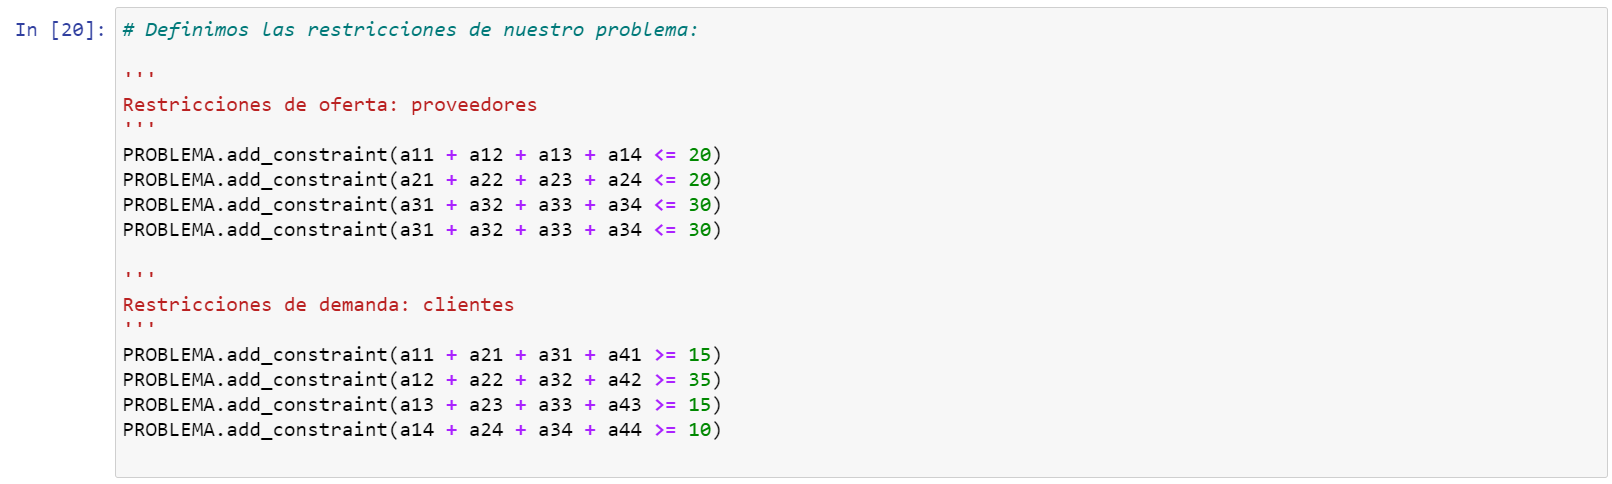 In [20]: # Definimos las restricciones de nuestro problema:
'''
Restricciones de oferta: proveedores
'''
PROBLEMA.add_constraint(a11 + a12 + a13 + a14 <= 20)
PROBLEMA.add_constraint(a21 + a22 + a23 + a24 <= 20)
PROBLEMA.add_constraint(a31 + a32 + a33 + a34 <= 30)
PROBLEMA.add_constraint(a31 + a32 + a33 + a34 <= 30)
'''
Restricciones de demanda: clientes
'''
PROBLEMA.add_constraint(a11 + a21 + a31 + a41 >= 15)
PROBLEMA.add_constraint(a12 + a22 + a32 + a42 >= 35)
PROBLEMA.add_constraint(a13 + a23 + a33 + a43 >= 15)
PROBLEMA.add_constraint(a14 + a24 + a34 + a44 >= 10)